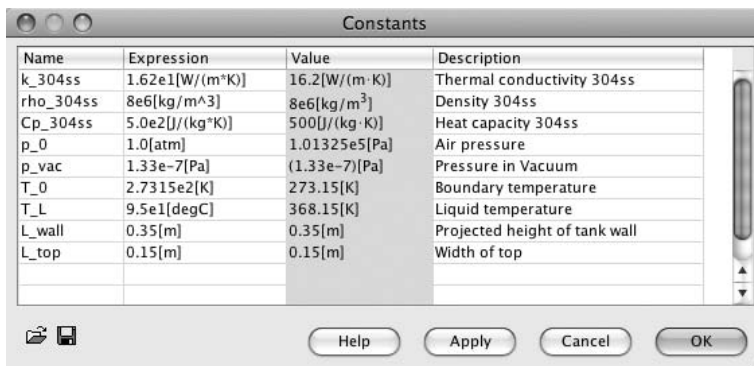 Constants
Name Expression Value Description
k_304ss 1.62e1[W/(m*K)] 16.2[W/(m·K)] Thermal conductivity 304ss
rho_304ss 8e6[kg/m^3] 8e6[kg/m³] Density 304ss
Cp_304ss 5.0e2[J/(kg*K)] 500[J/(kg·K)] Heat capacity 304ss
p_0 1.0[atm] 1.01325e5[Pa] Air pressure
p_vac 1.33e-7[Pa] (1.33e-7)[Pa] Pressure in Vacuum
T_0 2.7315e2[K] 273.15[K] Boundary temperature
T_L 9.5e1[degC] 368.15[K] Liquid temperature
L_wall 0.35[m] 0.35[m] Projected height of tank wall
L_top 0.15[m] 0.15[m] Width of top
Help Apply Cancel OK